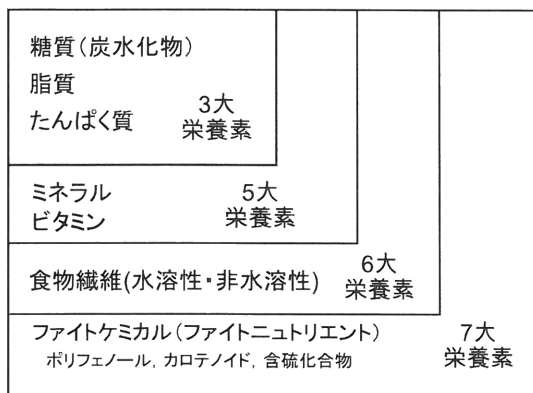 糖質(炭水化物)
脂質
たんぱく質
3大
栄養素
ミネラル
ビタミン
5大
栄養素
食物繊維(水溶性・非水溶性)
6大
栄養素
ファイトケミカル(ファイトニュトリエント)
ポリフェノール, カロテノイド, 含硫化合物
7大
栄養素